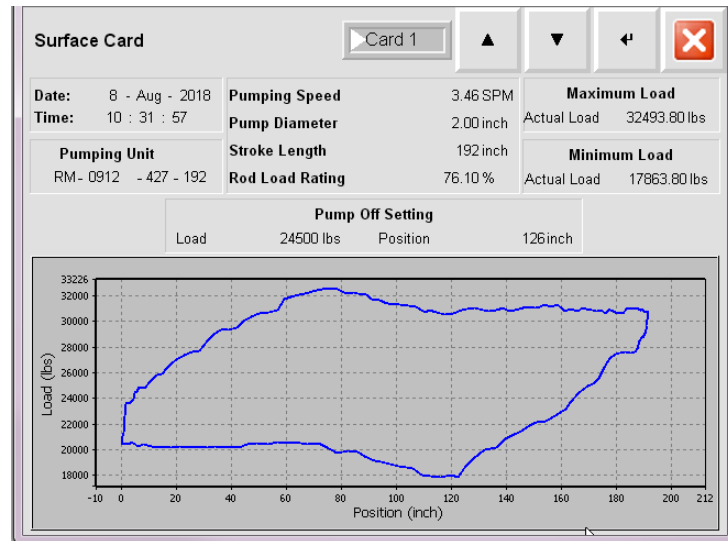 Surface Card
Card 1
Date: 8 - Aug - 2018
Time: 10 : 31 : 57
Pumping Unit
RM- 0912 - 427 - 192
Pumping Speed 3.46 SPM
Pump Diameter 2.00 inch
Stroke Length 192 inch
Rod Load Rating 76.10 %
Maximum Load
Actual Load 32493.80 lbs
Minimum Load
Actual Load 17863.80 lbs
Pump Off Setting
Load 24500 lbs Position 126 inch
33226
32000
30000
28000
26000
24000
22000
20000
18000
Load (lbs)
-10 0 20 40 60 80 100 120 140 160 180 200 212
Position (inch)